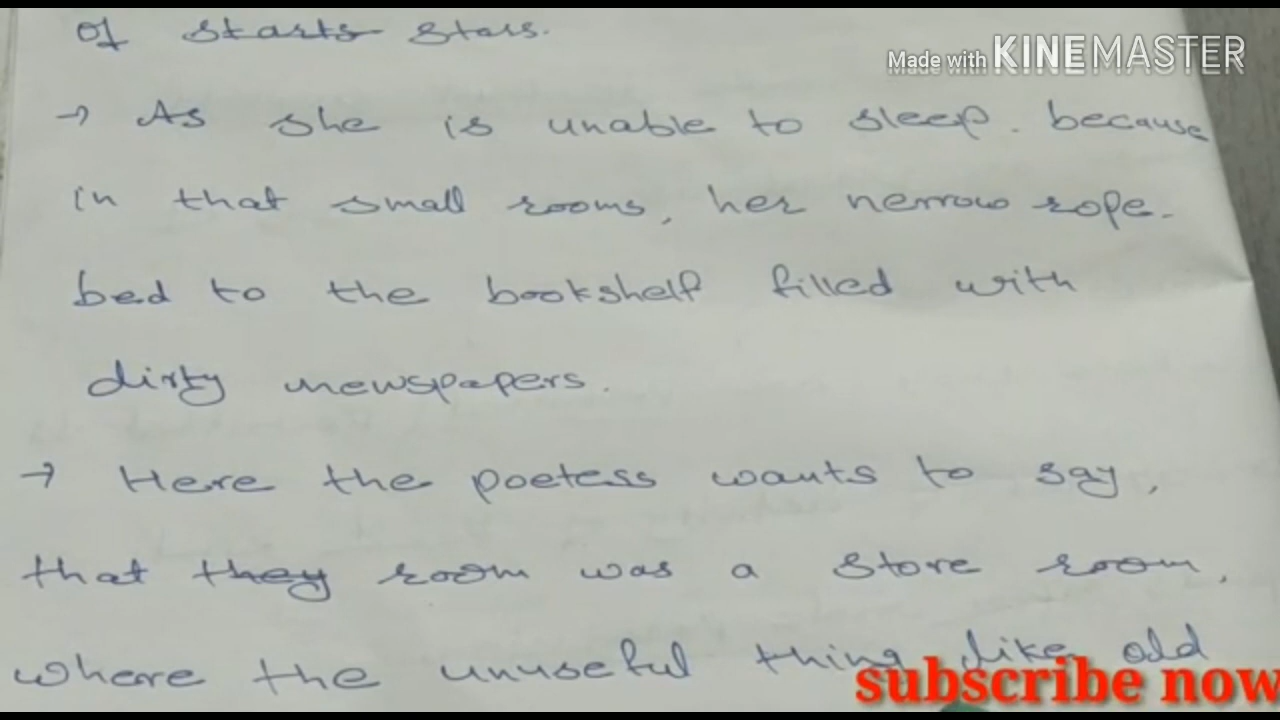 of starts stars.
Made with KINEMASTER
→ As she is unable to sleep. because
in that small rooms, her nerrow rope.
bed to the bookshelf filled with
dirty newspapers.
→ Here the poetess wants to say,
that they room was a store room,
where the unuseful thing like old
subscribe now